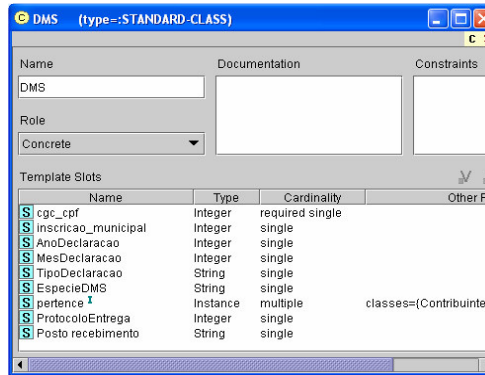 C DMS (type=:STANDARD-CLASS)
C
Name Documentation Constraints
DMS
Role
Concrete
Template Slots
Name Type Cardinality Other
S cgc_cpf Integer required single
S inscricao_municipal Integer single
S AnoDeclaracao Integer single
S MesDeclaracao Integer single
S TipoDeclaracao String single
S EspecieDMS String single
S pertence I Instance multiple classes={Contribuinte
S ProtocoloEntrega Integer single
S Posto recebimento String single